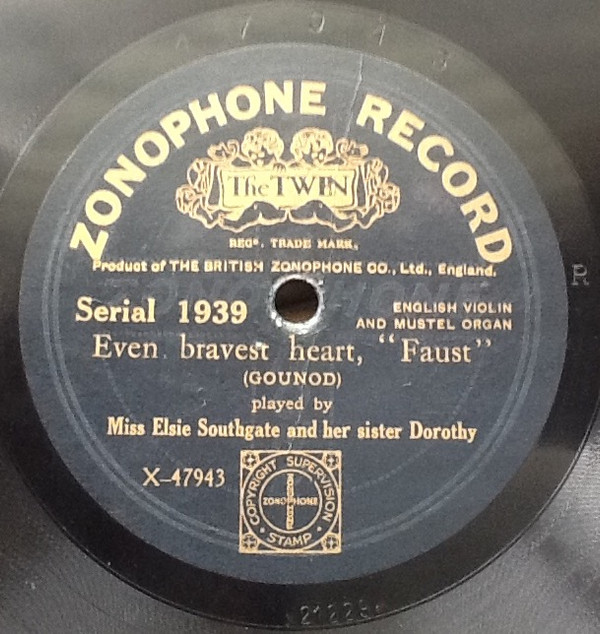 47943
ZONOPHONE RECORD
The TWIN
REGD. TRADE MARK.
Product of THE BRITISH ZONOPHONE CO., Ltd., England.
Serial 1939
ENGLISH VIOLIN
AND MUSTEL ORGAN
R
Even bravest heart, "Faust"
(GOUNOD)
played by
Miss Elsie Southgate and her sister Dorothy
X-47943
COPYRIGHT SUPERVISION
ZONOPHONE
STAMP